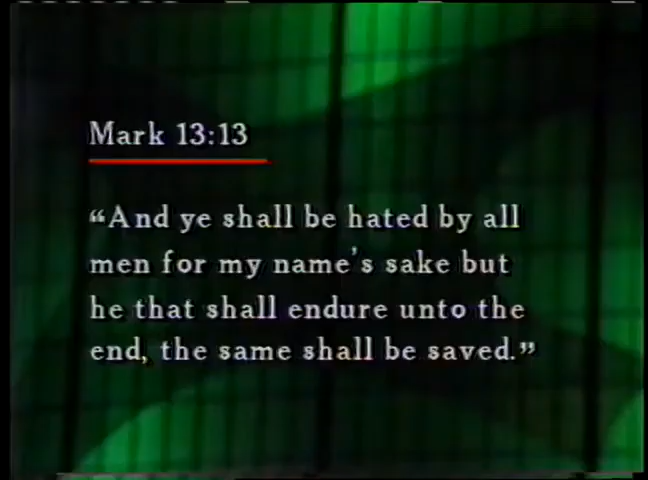 Mark 13:13
“And ye shall be hated by all
men for my name's sake but
he that shall endure unto the
end, the same shall be saved.”